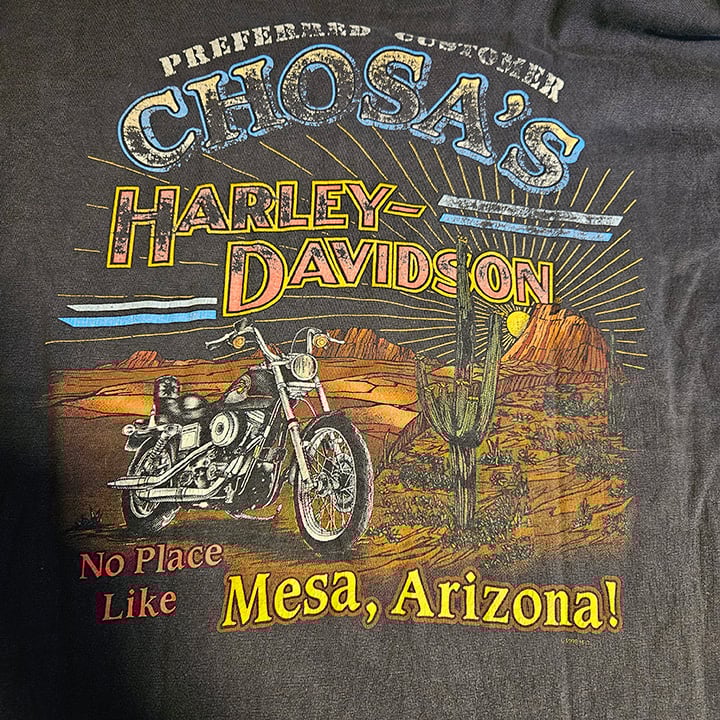 PREFERRED CUSTOMER
CHOSA'S
HARLEY-
DAVIDSON
No Place
Like
Mesa, Arizona!